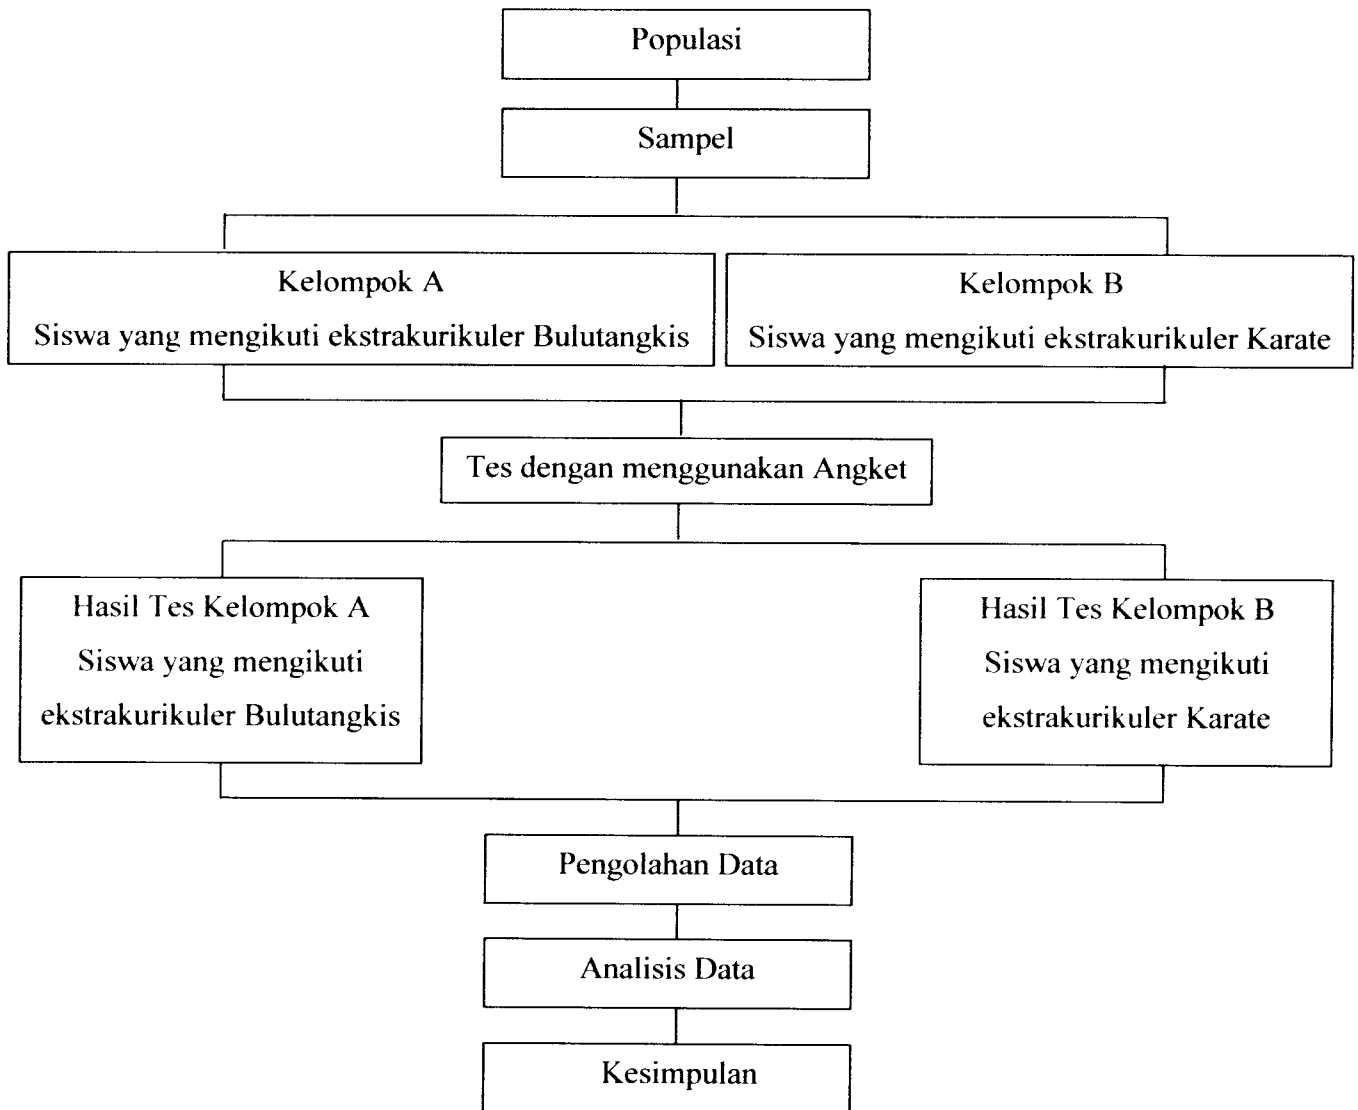 Populasi
Sampel
Kelompok A
Siswa yang mengikuti ekstrakurikuler Bulutangkis
Kelompok B
Siswa yang mengikuti ekstrakurikuler Karate
Tes dengan menggunakan Angket
Hasil Tes Kelompok A
Siswa yang mengikuti
ekstrakurikuler Bulutangkis
Hasil Tes Kelompok B
Siswa yang mengikuti
ekstrakurikuler Karate
Pengolahan Data
Analisis Data
Kesimpulan